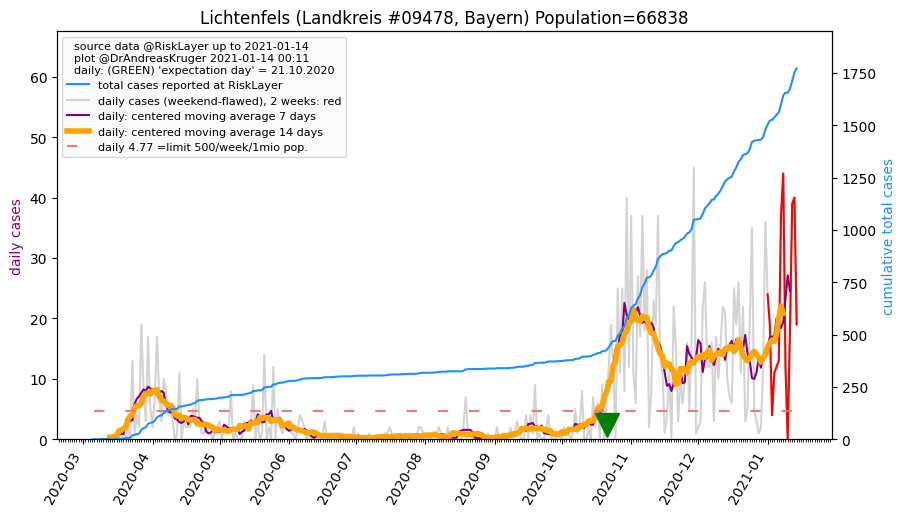 Lichtenfels (Landkreis #09478, Bayern) Population=66838
source data @RiskLayer up to 2021-01-14
plot @DrAndreasKruger 2021-01-14 00:11
daily: (GREEN) 'expectation day' = 21.10.2020
total cases reported at RiskLayer
daily cases (weekend-flawed), 2 weeks: red
daily: centered moving average 7 days
daily: centered moving average 14 days
daily 4.77 =limit 500/week/1mio pop.
daily cases
60
50
40
30
20
10
0
1750
1500
1250
1000
750
500
250
0
cumulative total cases
2020-03
2020-04
2020-05
2020-06
2020-07
2020-08
2020-09
2020-10
2020-11
2020-12
2021-01